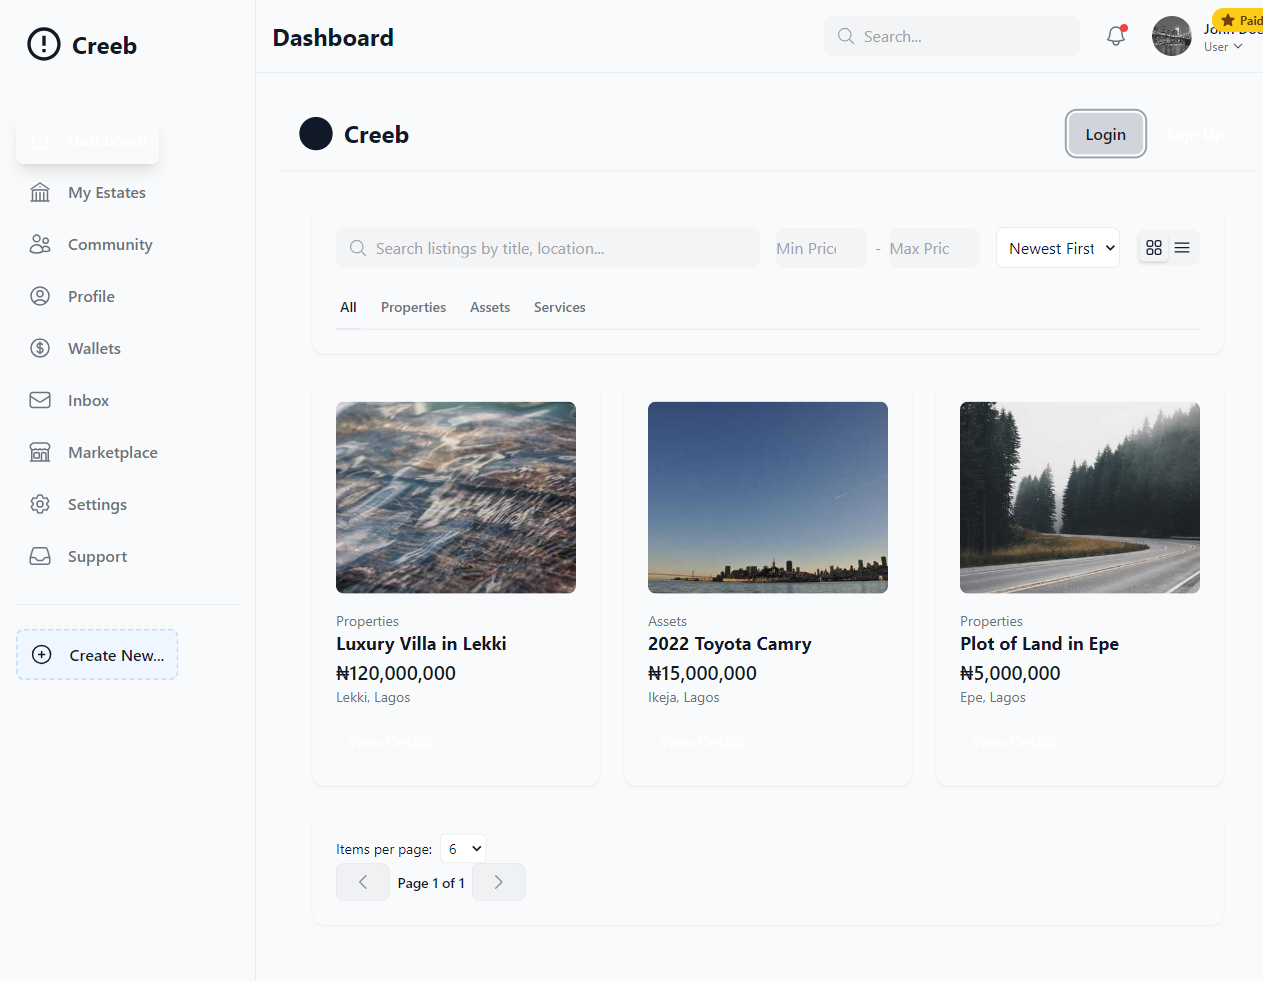 Creeb
Dashboard
My Estates
Community
Profile
Wallets
Inbox
Marketplace
Settings
Support
Create New...
Dashboard
Search...
Paid
User
Creeb
Login
Sign Up
Search listings by title, location...
Min Price
-
Max Pric
Newest First
All
Properties
Assets
Services
Properties
Luxury Villa in Lekki
₦120,000,000
Lekki, Lagos
View Details
Assets
2022 Toyota Camry
₦15,000,000
Ikeja, Lagos
View Details
Properties
Plot of Land in Epe
₦5,000,000
Epe, Lagos
View Details
Items per page:
6
Page 1 of 1